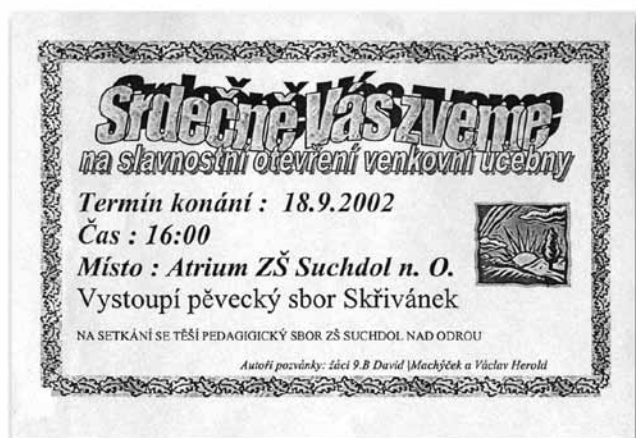 Srdečně Vás zveme
na slavnostní otevření venkovní učebny
Termín konání : 18.9.2002
Čas : 16:00
Místo : Atrium ZŠ Suchdol n. O.
Vystoupí pěvecký sbor Skřivánek
NA SETKÁNÍ SE TĚŠÍ PEDAGIGICKÝ SBOR ZŠ SUCHDOL NAD ODROU
Autoři pozvánky: žáci 9.B David |Machýček a Václav Herold